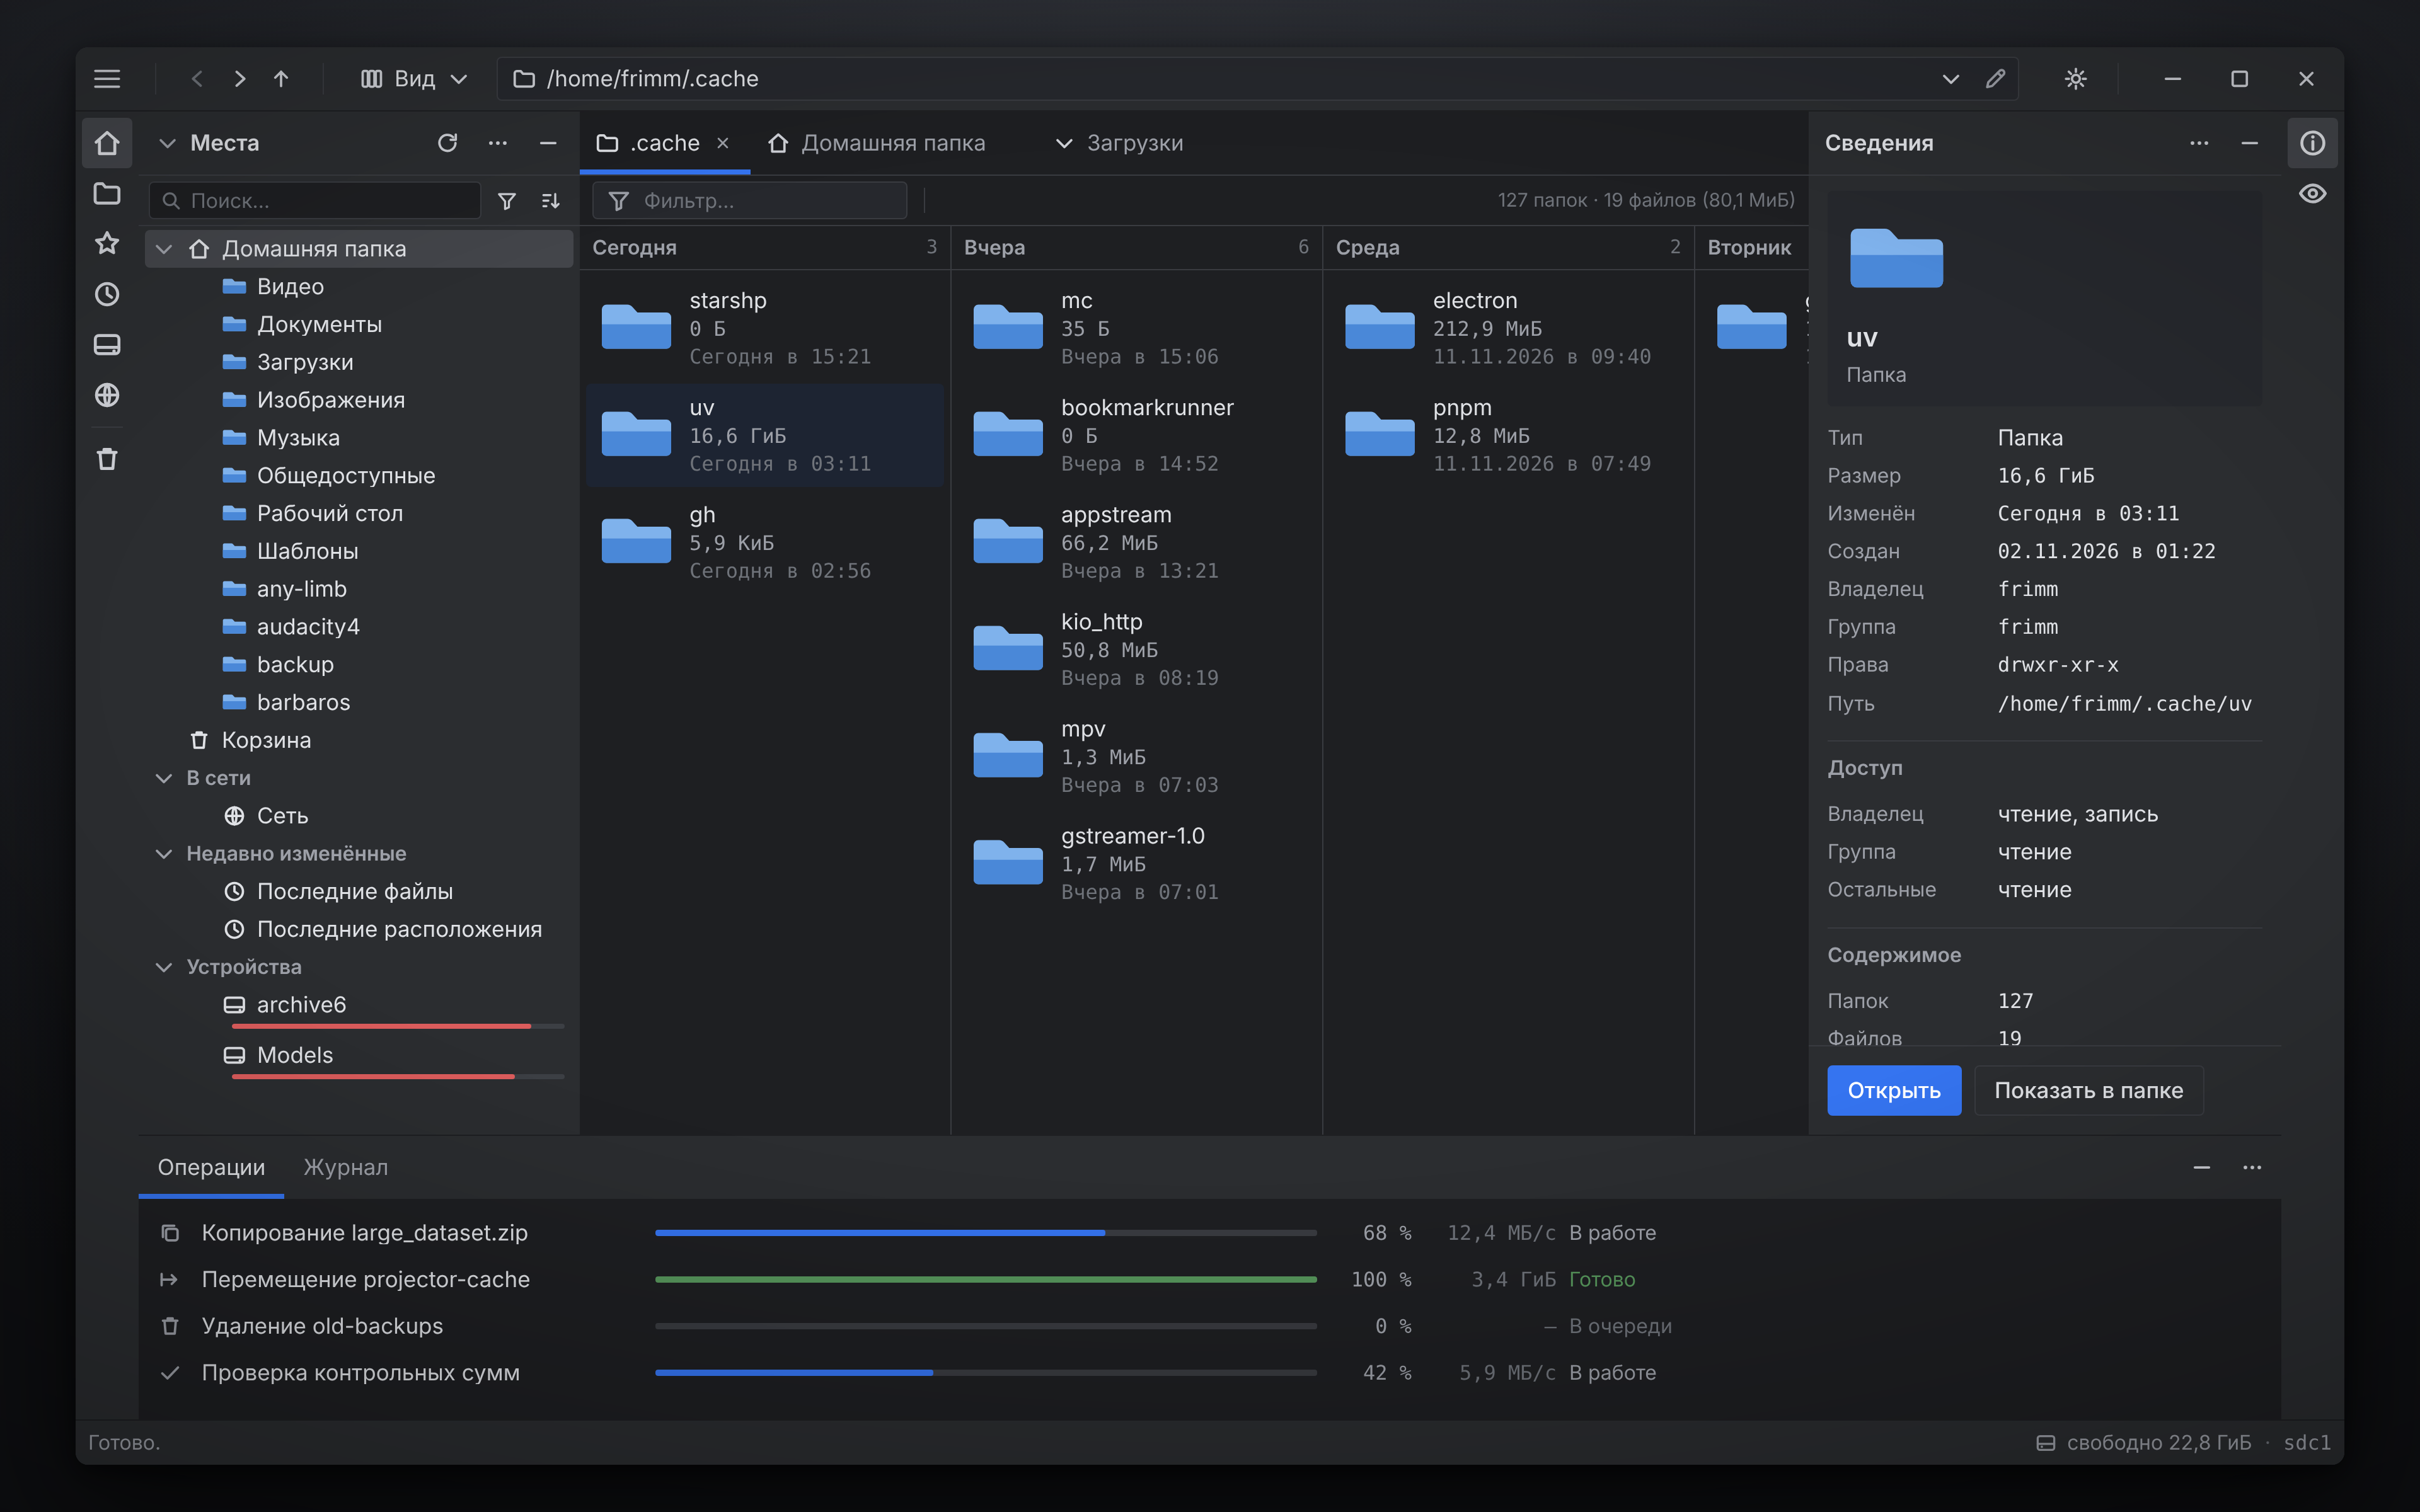 Вид
/home/frimm/.cache
Места
Поиск...
Домашняя папка
Видео
Документы
Загрузки
Изображения
Музыка
Общедоступные
Рабочий стол
Шаблоны
any-limb
audacity4
backup
barbaros
Корзина
В сети
Сеть
Недавно изменённые
Последние файлы
Последние расположения
Устройства
archive6
Models
.cache
Домашняя папка
Загрузки
Фильтр...
127 папок · 19 файлов (80,1 МиБ)
Сегодня 3
starshp
0 Б
Сегодня в 15:21
uv
16,6 ГиБ
Сегодня в 03:11
gh
5,9 КиБ
Сегодня в 02:56
Вчера 6
mc
35 Б
Вчера в 15:06
bookmarkrunner
0 Б
Вчера в 14:52
appstream
66,2 МиБ
Вчера в 13:21
kio_http
50,8 МиБ
Вчера в 08:19
mpv
1,3 МиБ
Вчера в 07:03
gstreamer-1.0
1,7 МиБ
Вчера в 07:01
Среда 2
electron
212,9 МиБ
11.11.2026 в 09:40
pnpm
12,8 МиБ
11.11.2026 в 07:49
Вторник
Сведения
uv
Папка
Тип Папка
Размер 16,6 ГиБ
Изменён Сегодня в 03:11
Создан 02.11.2026 в 01:22
Владелец frimm
Группа frimm
Права drwxr-xr-x
Путь /home/frimm/.cache/uv
Доступ
Владелец чтение, запись
Группа чтение
Остальные чтение
Содержимое
Папок 127
Файлов 19
Открыть
Показать в папке
Операции
Журнал
Копирование large_dataset.zip 68 % 12,4 МБ/с В работе
Перемещение projector-cache 100 % 3,4 ГиБ Готово
Удаление old-backups 0 % — В очереди
Проверка контрольных сумм 42 % 5,9 МБ/с В работе
Готово.
свободно 22,8 ГиБ · sdc1